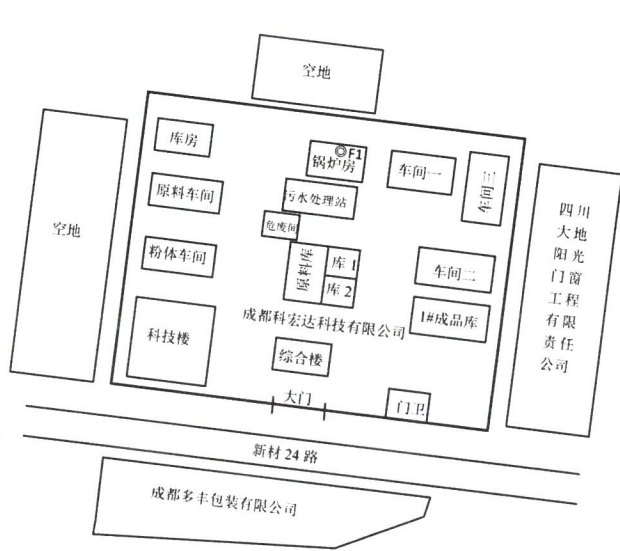 空地
库房
◎F1
锅炉房
车间一
车间三
原料车间
污水处理站
四川大地阳光门窗工程有限责任公司
空地
危废间
粉体车间
原料库
库 1
车间二
库 2
1#成品库
成都科宏达科技有限公司
科技楼
综合楼
大门
门卫
新材 24 路
成都多丰包装有限公司